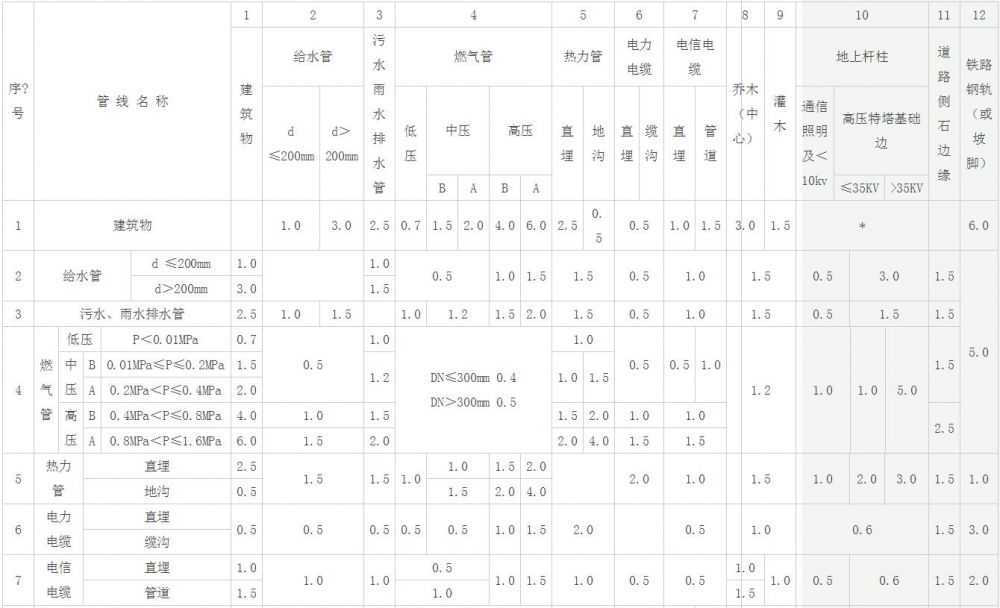 1 2 3 4 5 6 7 8 9 10 11 12
序?号 管 线 名 称 建筑物 给水管 污水雨水排水管 燃气管 热力管 电力电缆 电信电缆 乔木（中心） 灌木 地上杆柱 道路侧石边缘 铁路钢轨（或坡脚）
d ≤200mm d> 200mm 低压 中压 高压 直埋 地沟 直埋 缆沟 直埋 管道 通信照明及<10kv 高压特塔基础边
B A B A ≤35KV >35KV
1 建筑物 1.0 3.0 2.5 0.7 1.5 2.0 4.0 6.0 2.5 0.5 0.5 1.0 1.5 3.0 1.5 * 6.0
2 给水管 d ≤200mm 1.0 1.0 0.5 1.0 1.5 1.5 0.5 1.0 1.5 0.5 3.0 1.5
d>200mm 3.0 1.5
3 污水、雨水排水管 2.5 1.0 1.5 1.0 1.2 1.5 2.0 1.5 0.5 1.0 1.5 0.5 1.5 1.5
4 燃气管 低压 P<0.01MPa 0.7 0.5 1.0 DN≤300mm 0.4 1.0 0.5 0.5 1.0 1.2 1.0 1.0 5.0 1.5 5.0
DN>300mm 0.5
中压 B 0.01MPa≤P≤0.2MPa 1.5 1.2 1.0 1.5
A 0.2MPa<P≤0.4MPa 2.0
高压 B 0.4MPa<P≤0.8MPa 4.0 1.0 1.5 1.5 2.0 1.0 1.0 2.5
A 0.8MPa<P≤1.6MPa 6.0 1.5 2.0 2.0 4.0 1.5 1.5
5 热力管 直埋 2.5 1.5 1.5 1.0 1.0 1.5 2.0 2.0 1.0 1.5 1.0 2.0 3.0 1.5 1.0
地沟 0.5 1.5 2.0 4.0
6 电力电缆 直埋 0.5 0.5 0.5 0.5 0.5 1.0 1.5 2.0 0.5 1.0 0.6 1.5 3.0
缆沟
7 电信电缆 直埋 1.0 1.0 1.0 0.5 1.0 1.5 1.0 0.5 0.5 1.0 1.0 0.5 0.6 1.5 2.0
管道 1.5 1.0 1.5